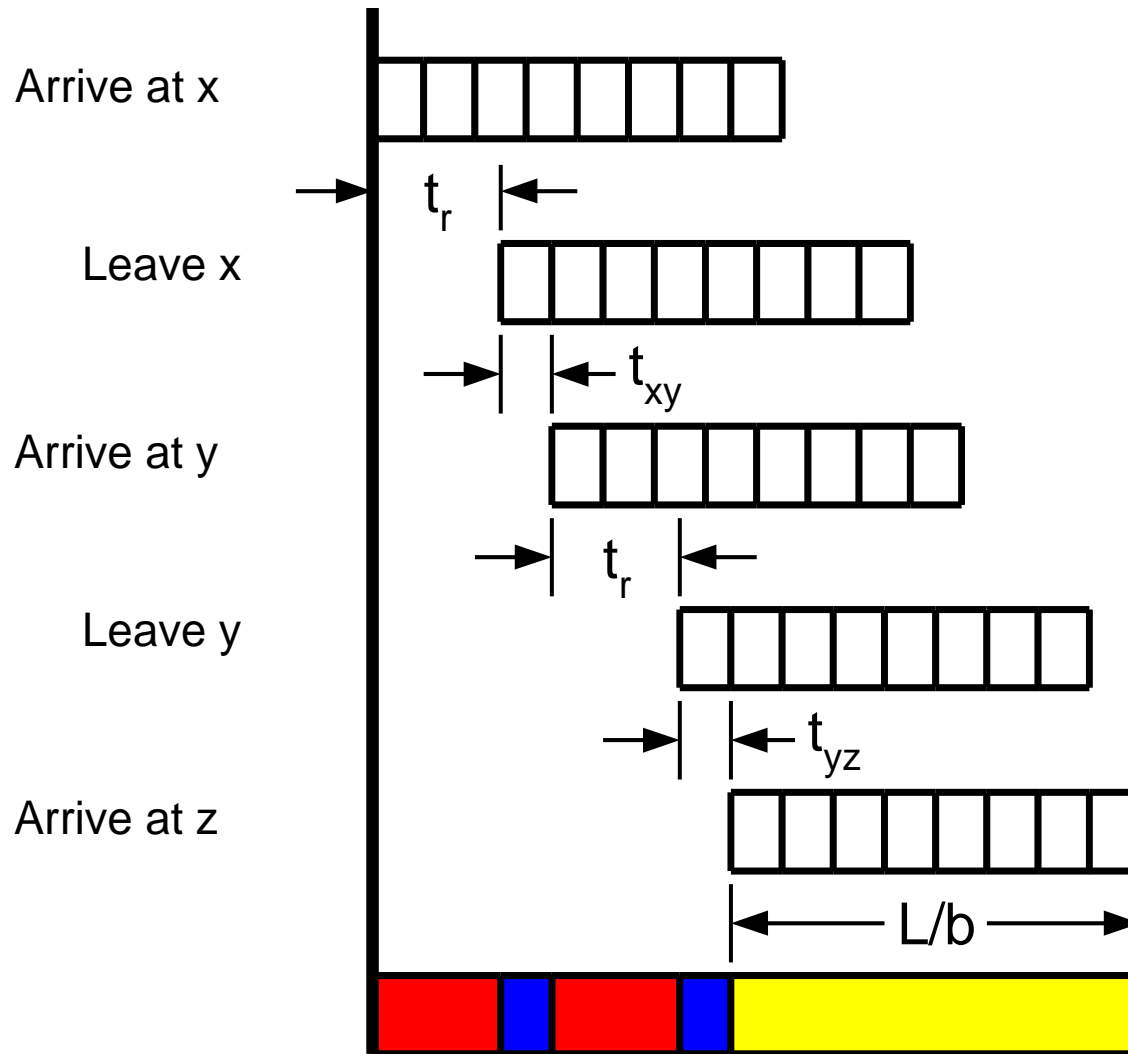 Arrive at x
t_r
Leave x
t_xy
Arrive at y
t_r
Leave y
t_yz
Arrive at z
L/b